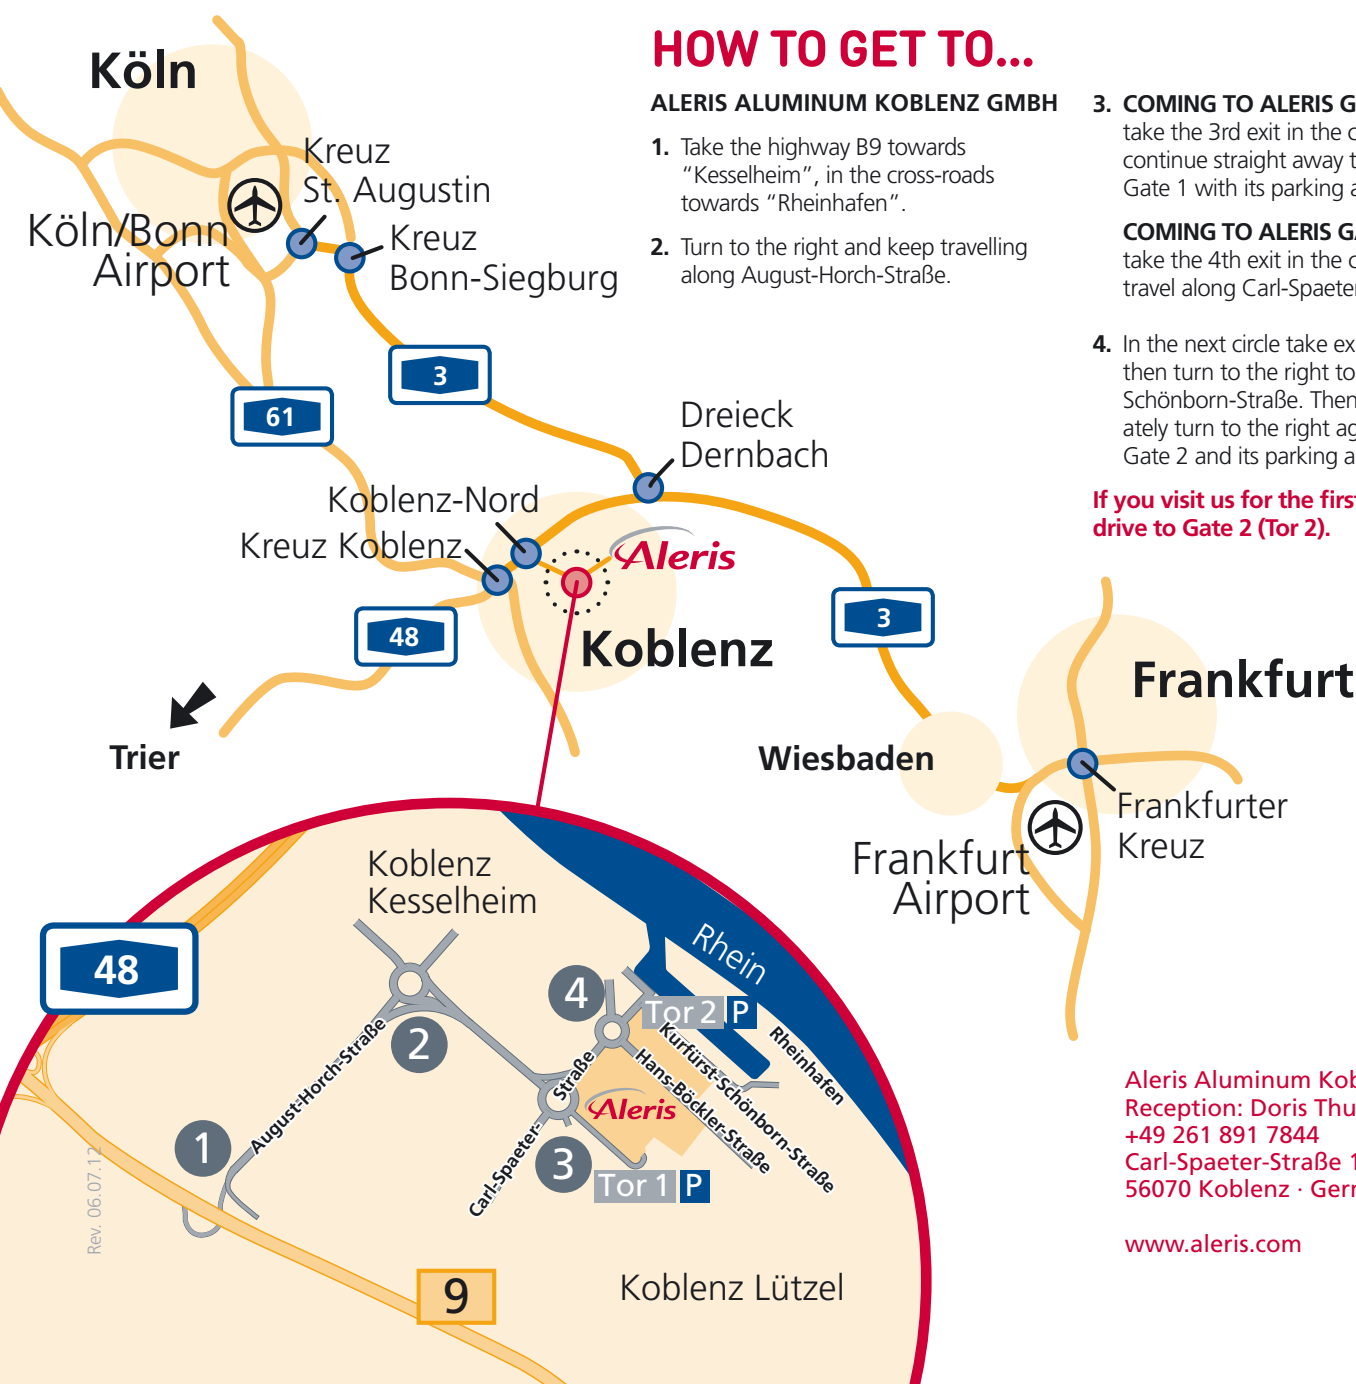 HOW TO GET TO...
ALERIS ALUMINUM KOBLENZ GMBH
1. Take the highway B9 towards
“Kesselheim”, in the cross-roads
towards “Rheinhafen”.
2. Turn to the right and keep travelling
along August-Horch-Straße.
3. COMING TO ALERIS
take the 3rd exit in the
continue straight away
Gate 1 with its parking
COMING TO ALERIS
take the 4th exit in the
travel along
4. In the next circle take
then turn to the right to
Schönborn-Straße. Then
ately turn to the right
Gate 2 and its parking
If you visit us for the first
drive to Gate 2 (Tor 2).
Köln
Kreuz
St. Augustin
Köln/Bonn
Airport
Kreuz
Bonn-Siegburg
3
61
Dreieck
Dernbach
Koblenz-Nord
Kreuz Koblenz
Aleris
48
3
Koblenz
Frankfurt
Trier
Wiesbaden
Frankfurter
Kreuz
Frankfurt
Airport
Koblenz
Kesselheim
Rhein
48
4
Tor 2 P
2
August-Horch-Straße
Carl-Spaeter-
Straße
Kurfürst-Schönborn-Straße
Hans-Böckler-Straße
Rheinhafen
Aleris
1
3
Tor 1 P
Rev. 06.07.12
9
Koblenz Lützel
Aleris Aluminum
Reception: Doris
+49 261 891 7844
Carl-Spaeter-Straße
56070 Koblenz ·
www.aleris.com